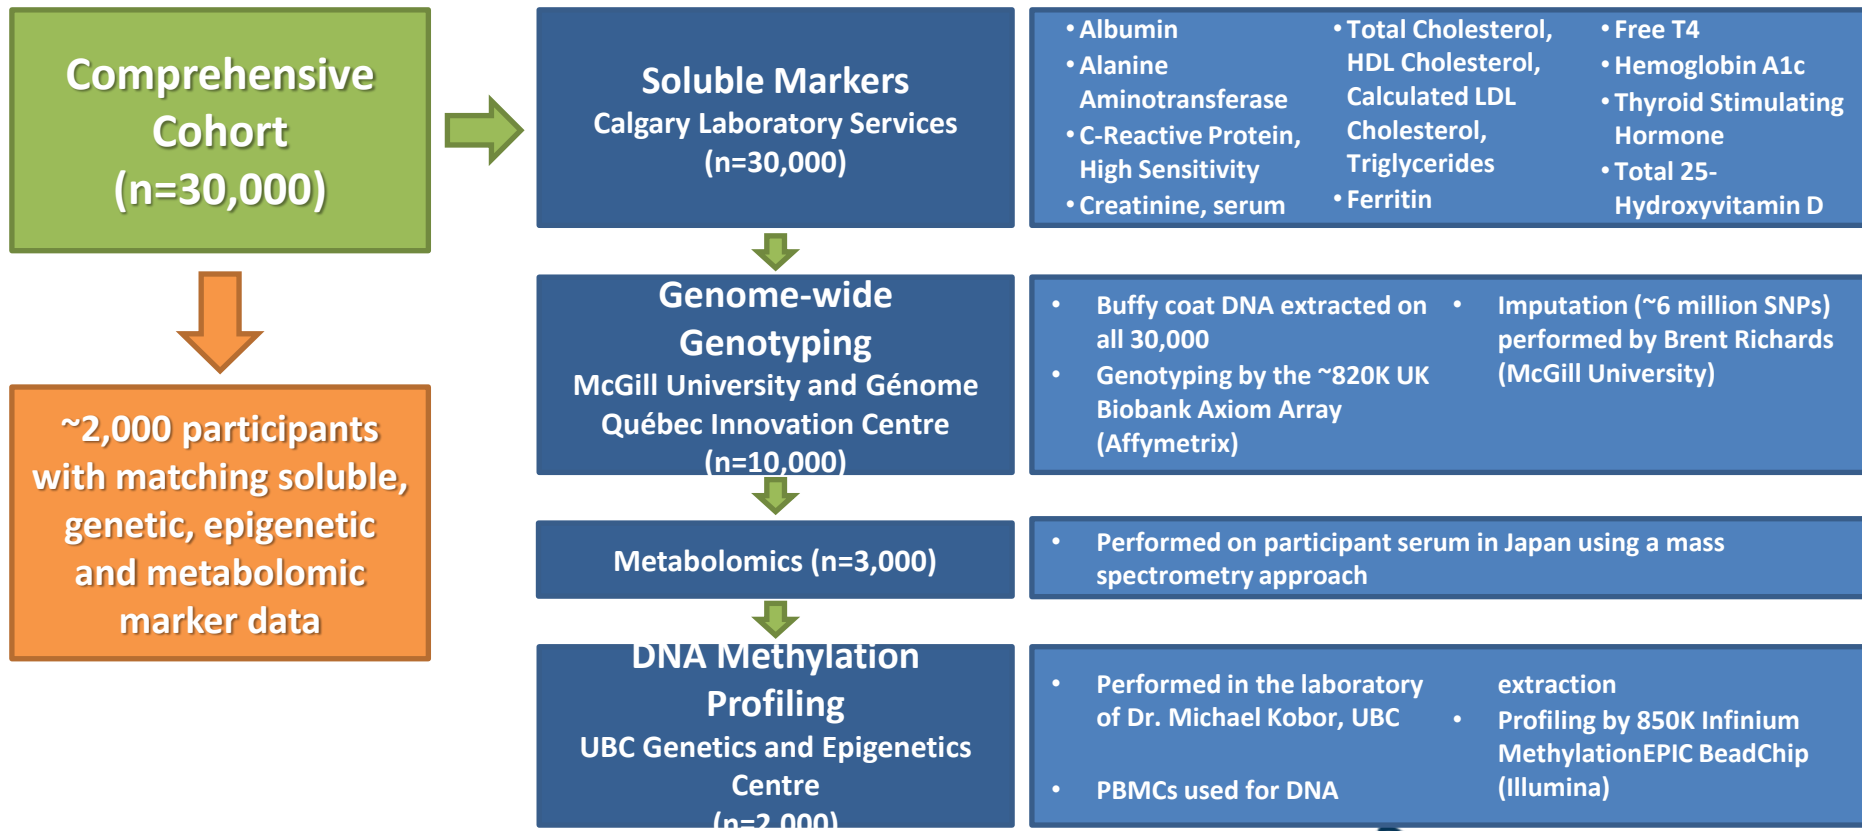 Comprehensive
Cohort
(n=30,000)
~2,000 participants
with matching soluble,
genetic, epigenetic
and metabolomic
marker data
Soluble Markers
Calgary Laboratory Services
(n=30,000)
• Albumin
• Alanine
Aminotransferase
• C-Reactive Protein,
High Sensitivity
• Creatinine, serum
• Total Cholesterol,
HDL Cholesterol,
Calculated LDL
Cholesterol,
Triglycerides
• Ferritin
• Free T4
• Hemoglobin A1c
• Thyroid Stimulating
Hormone
• Total 25-
Hydroxyvitamin D
Genome-wide
Genotyping
McGill University and Génome
Québec Innovation Centre
(n=10,000)
• Buffy coat DNA extracted on
all 30,000
• Genotyping by the ~820K UK
Biobank Axiom Array
(Affymetrix)
• Imputation (~6 million SNPs)
performed by Brent Richards
(McGill University)
Metabolomics (n=3,000)
• Performed on participant serum in Japan using a mass
spectrometry approach
DNA Methylation
Profiling
UBC Genetics and Epigenetics
Centre
(n=2,000)
• Performed in the laboratory
of Dr. Michael Kobor, UBC
• PBMCs used for DNA
extraction
• Profiling by 850K Infinium
MethylationEPIC BeadChip
(Illumina)